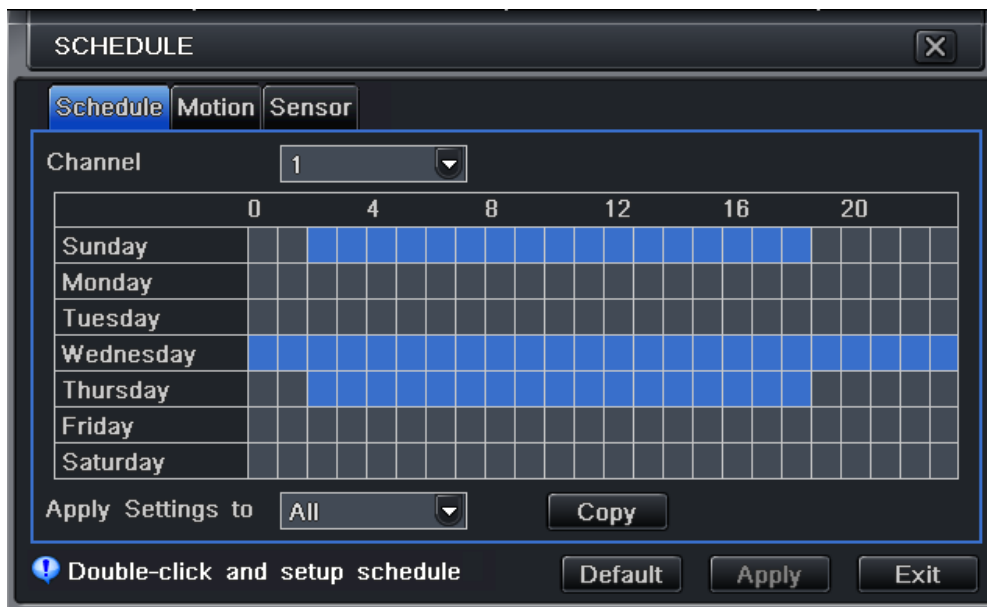 SCHEDULE
Schedule Motion Sensor
Channel 1
0 4 8 12 16 20
Sunday
Monday
Tuesday
Wednesday
Thursday
Friday
Saturday
Apply Settings to All Copy
Double-click and setup schedule Default Apply Exit